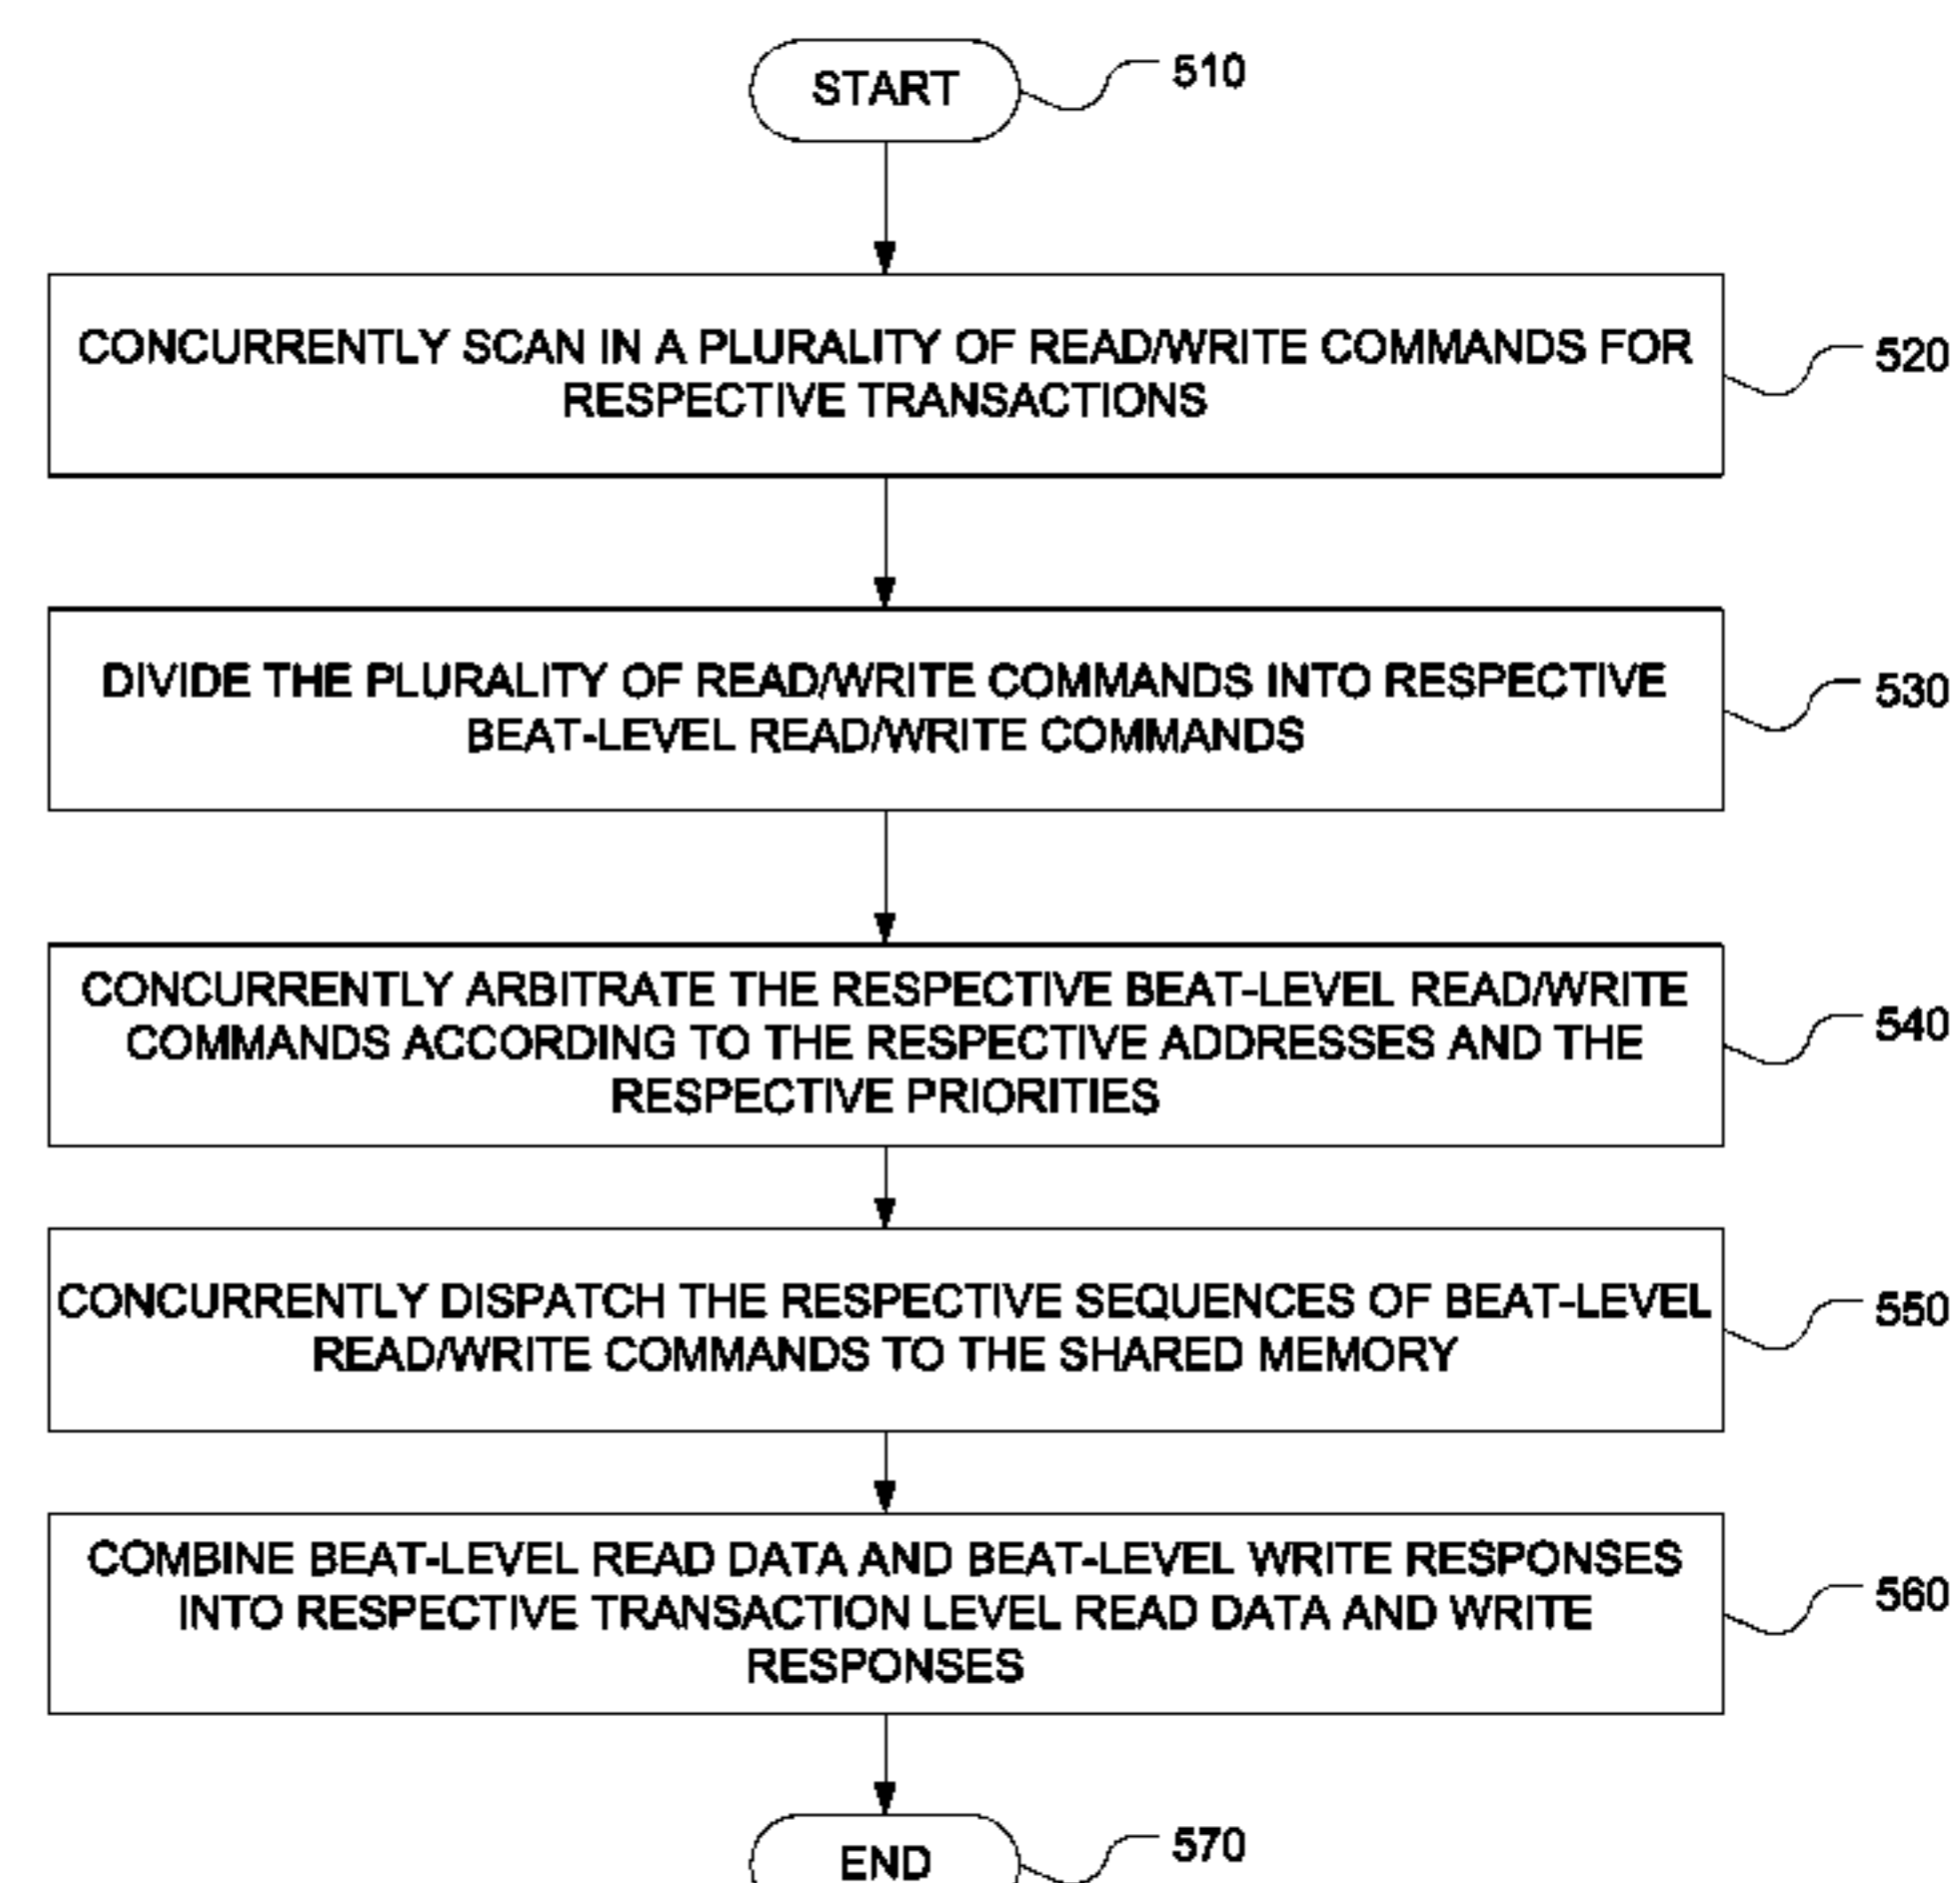 START
510
CONCURRENTLY SCAN IN A PLURALITY OF READ/WRITE COMMANDS FOR
RESPECTIVE TRANSACTIONS
520
DIVIDE THE PLURALITY OF READ/WRITE COMMANDS INTO RESPECTIVE
BEAT-LEVEL READ/WRITE COMMANDS
530
CONCURRENTLY ARBITRATE THE RESPECTIVE BEAT-LEVEL READ/WRITE
COMMANDS ACCORDING TO THE RESPECTIVE ADDRESSES AND THE
RESPECTIVE PRIORITIES
540
CONCURRENTLY DISPATCH THE RESPECTIVE SEQUENCES OF BEAT-LEVEL
READ/WRITE COMMANDS TO THE SHARED MEMORY
550
COMBINE BEAT-LEVEL READ DATA AND BEAT-LEVEL WRITE RESPONSES
INTO RESPECTIVE TRANSACTION LEVEL READ DATA AND WRITE
RESPONSES
560
END
570